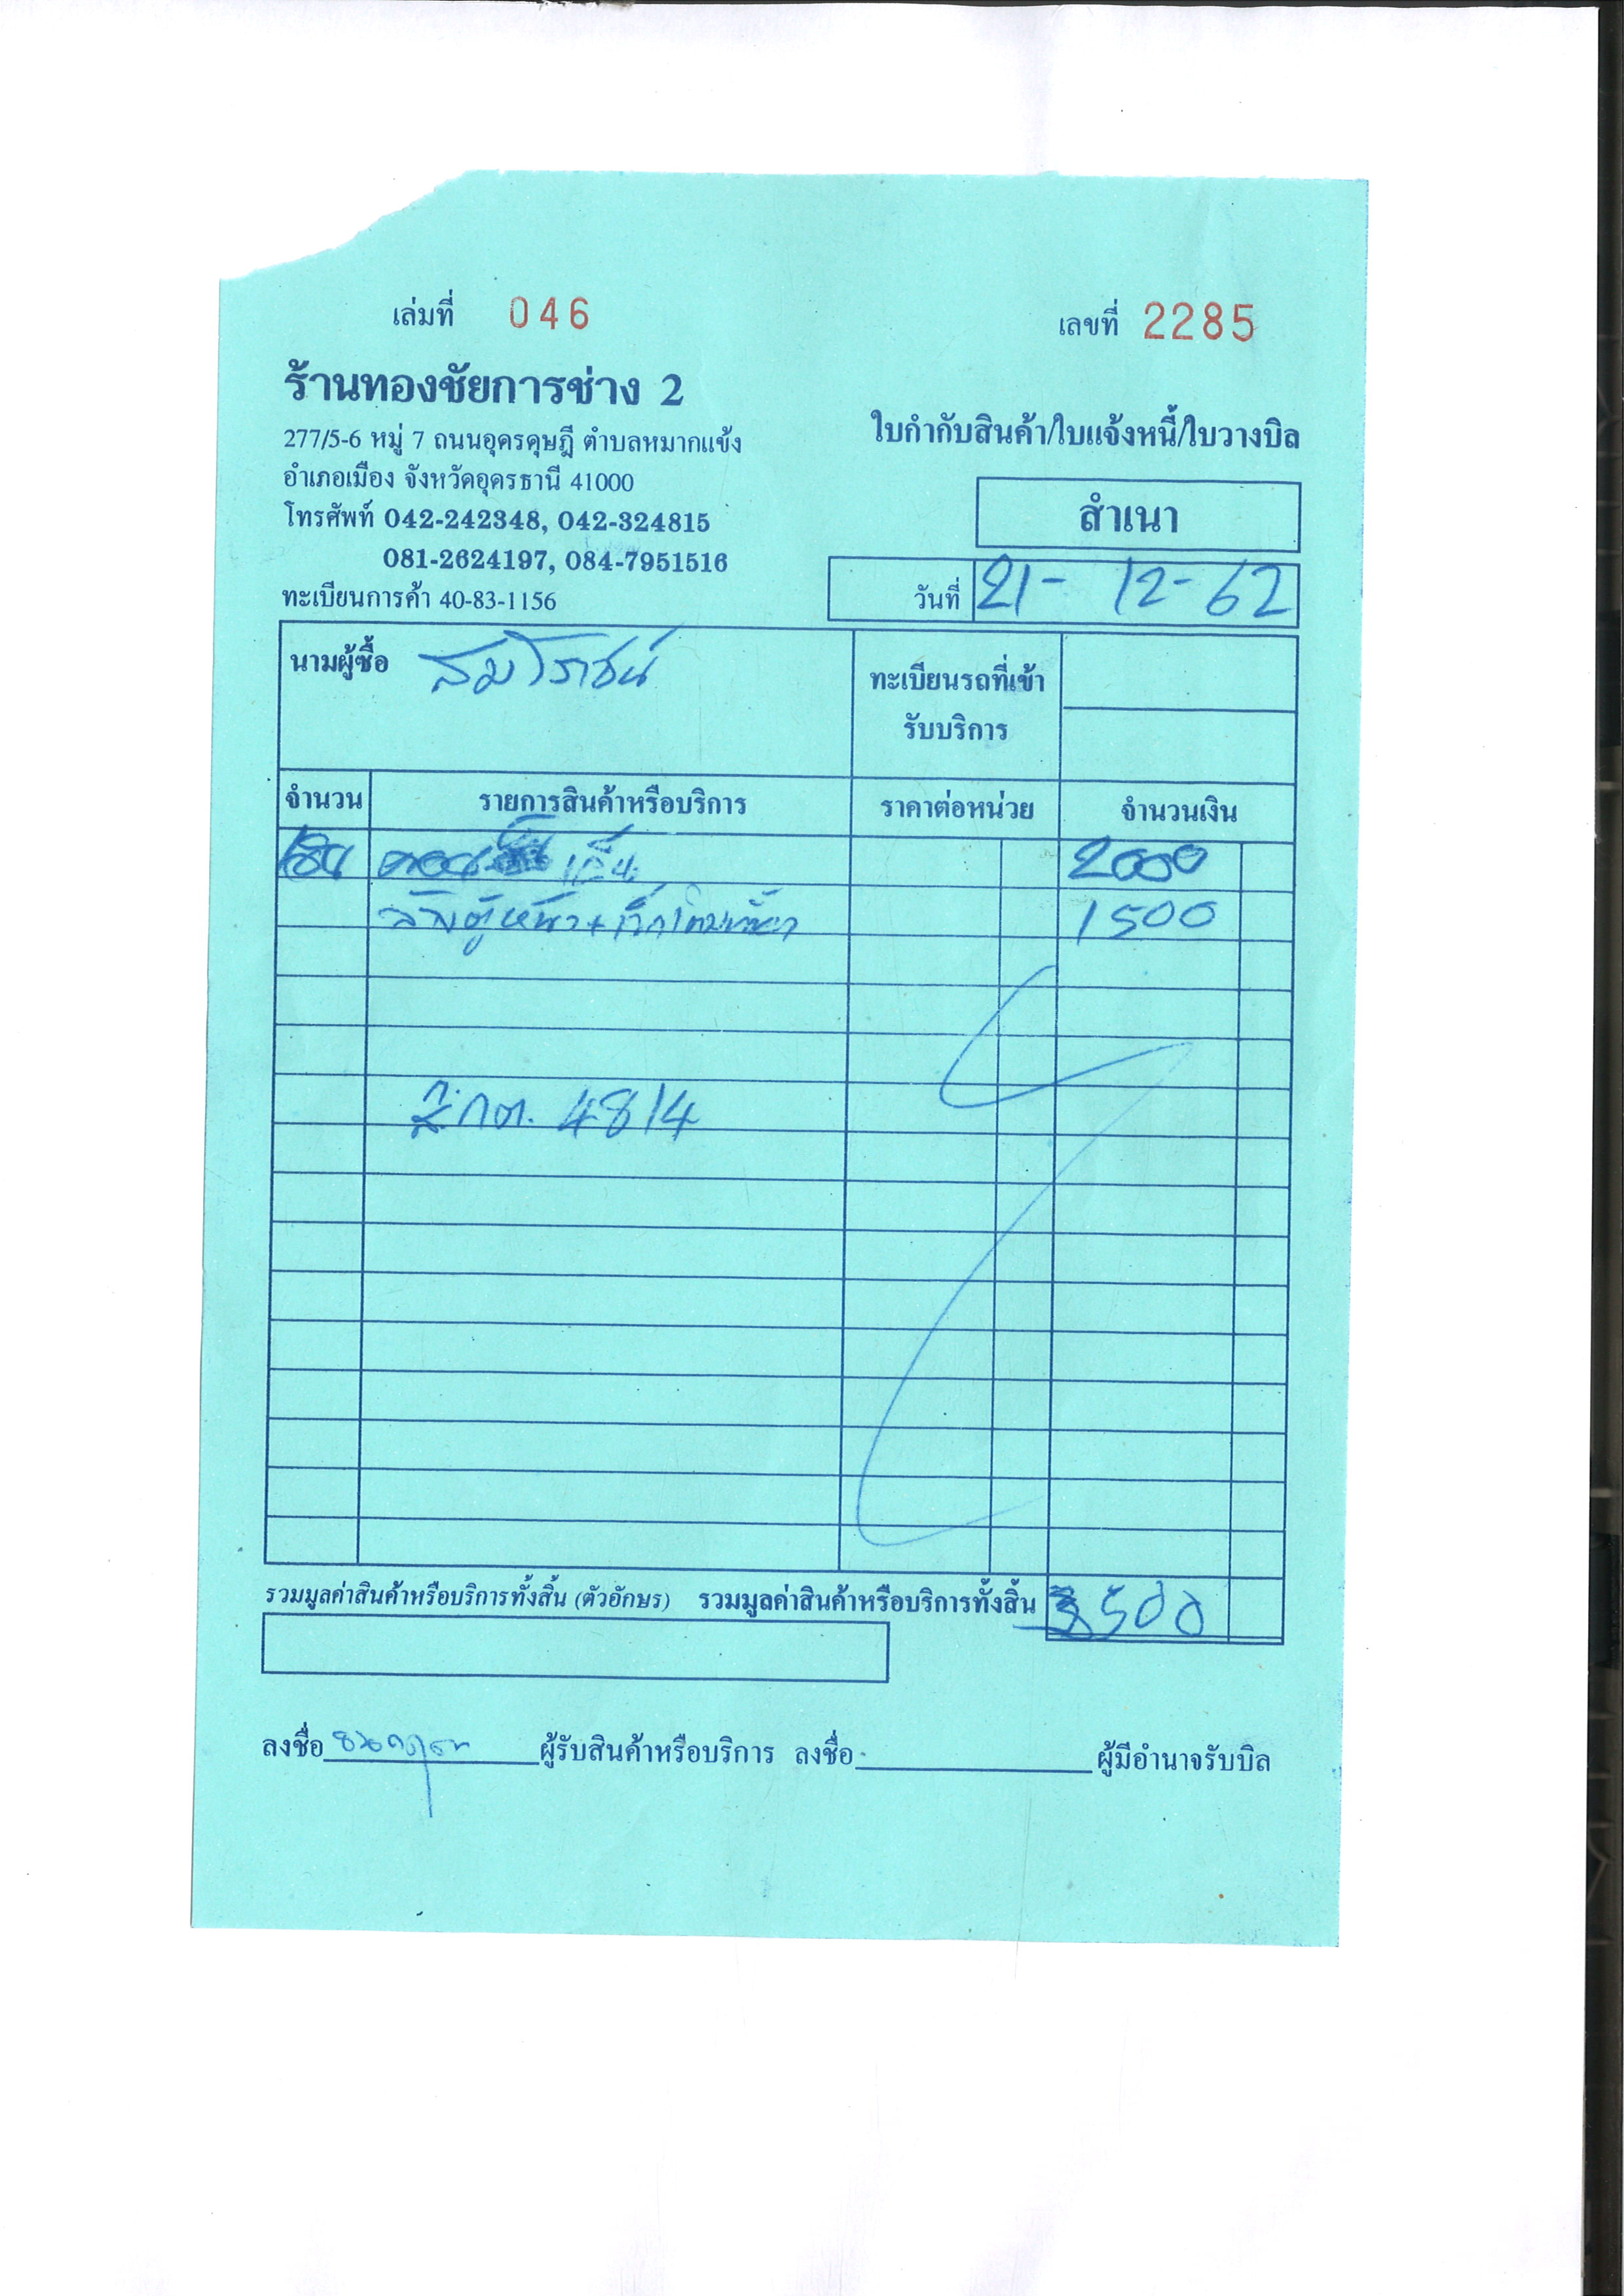 เล่มที่ 046
เลขที่ 2285
ร้านทองชัยการช่าง 2
277/5-6 หมู่ 7 ถนนอุดรดุษฎี ตำบลหมากแข้ง
ใบกำกับสินค้า/ใบแจ้งหนี้/ใบวางบิล
อำเภอเมือง จังหวัดอุดรธานี 41000
สำเนา
โทรศัพท์ 042-242348, 042-324815
081-2624197, 084-7951516
วันที่ 21-12-62
ทะเบียนการค้า 40-83-1156
นามผู้ซื้อ สมโรจน์
ทะเบียนรถที่เข้า
รับบริการ
จำนวน รายการสินค้าหรือบริการ ราคาต่อหน่วย จำนวนเงิน
2000
ล้างตู้ 1500
4814
รวมมูลค่าสินค้าหรือบริการทั้งสิ้น (ตัวอักษร) รวมมูลค่าสินค้าหรือบริการทั้งสิ้น 3500
ลงชื่อ ผู้รับสินค้าหรือบริการ ลงชื่อ ผู้มีอำนาจรับบิล